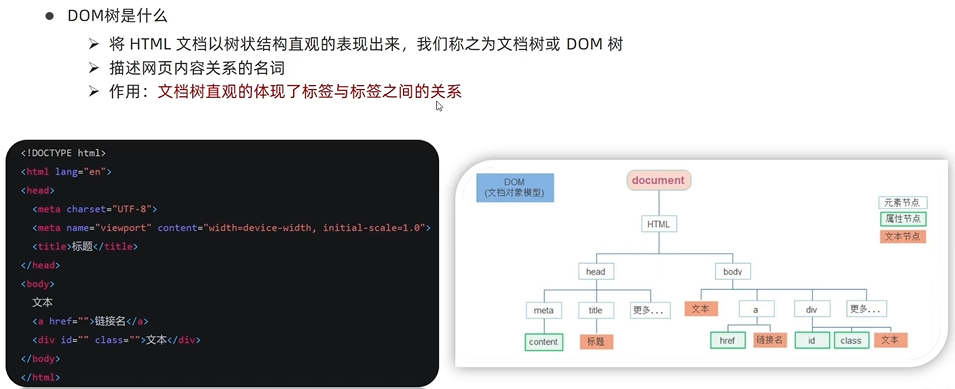 DOM树是什么
将 HTML 文档以树状结构直观的表现出来，我们称之为文档树或 DOM 树
描述网页内容关系的名词
作用：文档树直观的体现了标签与标签之间的关系
<!DOCTYPE html>
<html lang="en">
<head>
<meta charset="UTF-8">
<meta name="viewport" content="width=device-width, initial-scale=1.0">
<title>标题</title>
</head>
<body>
文本
<a href="">链接名</a>
<div id="" class="">文本</div>
</body>
</html>
DOM
(文档对象模型)
document
元素节点
属性节点
文本节点
HTML
head
body
meta
title
更多...
文本
a
div
更多...
content
标题
href
链接名
id
class
文本